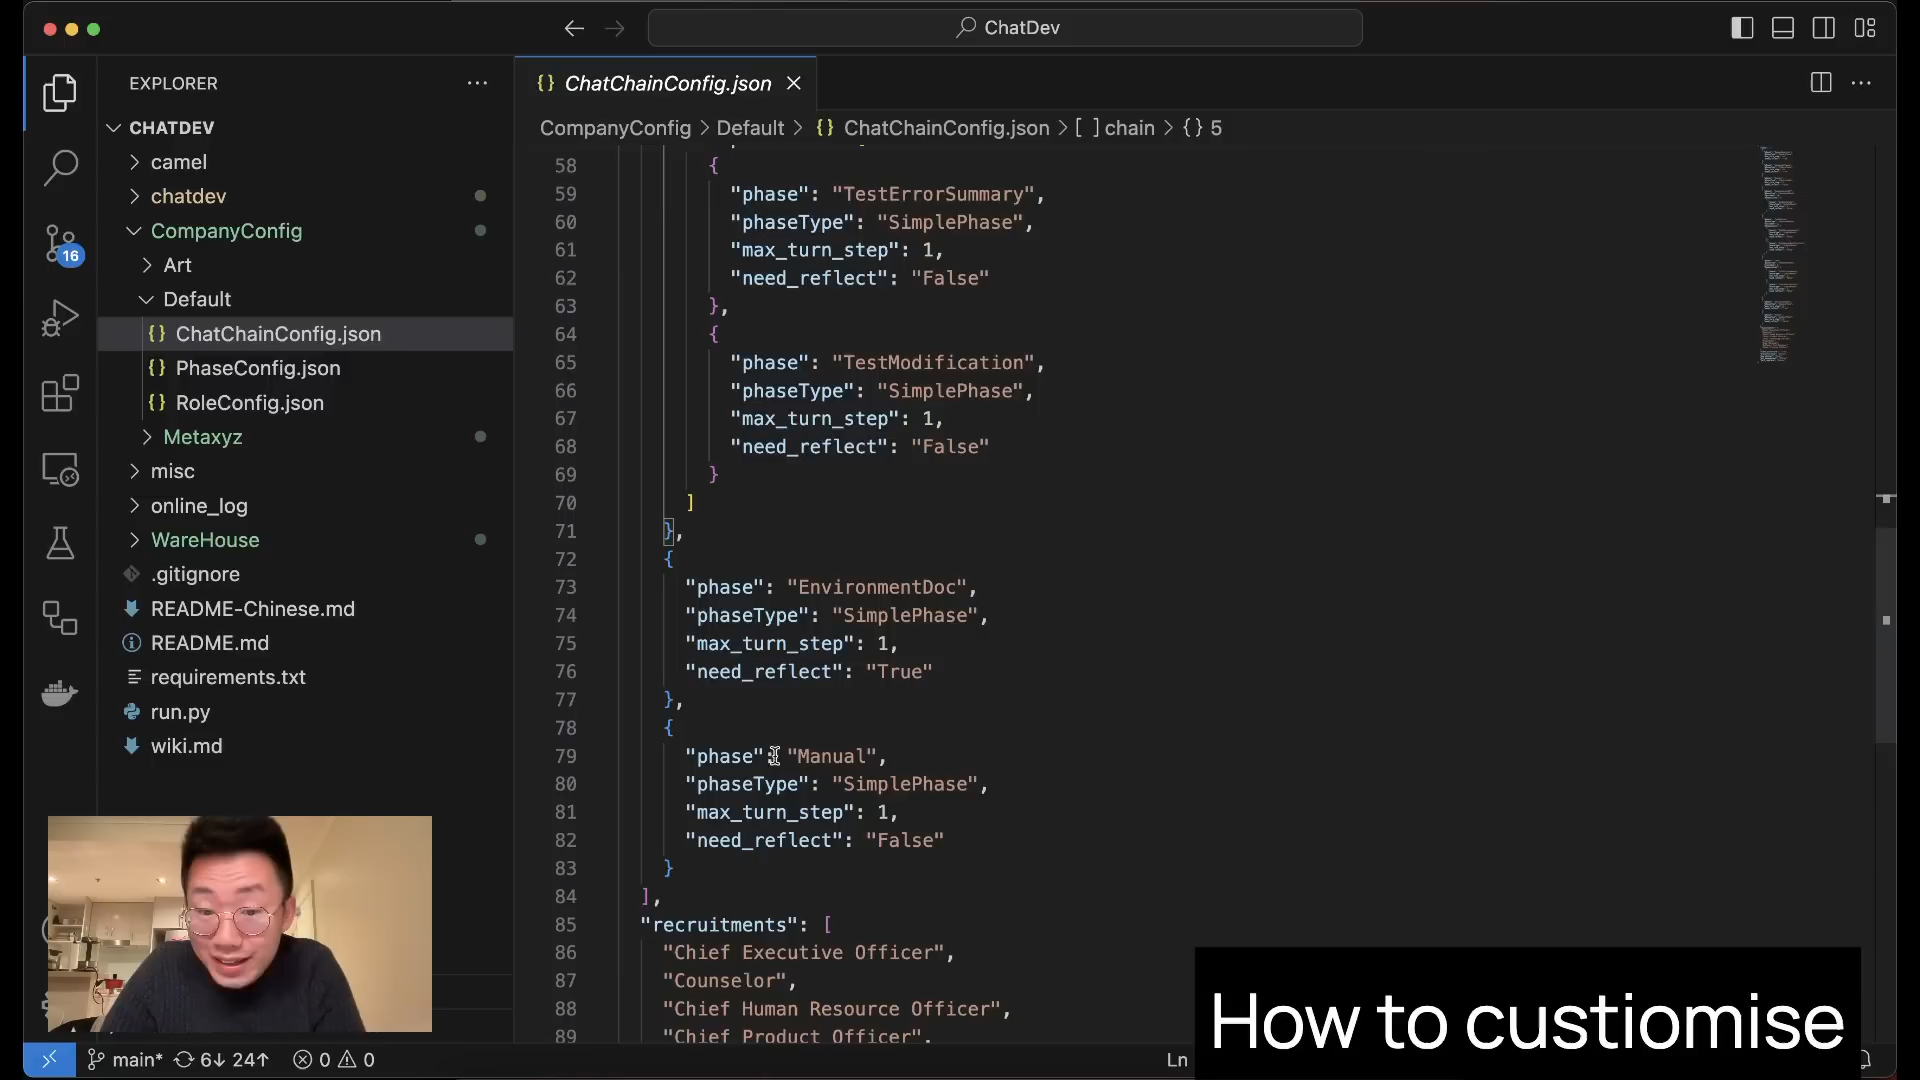 ChatDev
EXPLORER
CHATDEV
camel
chatdev
CompanyConfig
Art
Default
ChatChainConfig.json
PhaseConfig.json
RoleConfig.json
Metaxyz
misc
online_log
WareHouse
.gitignore
README-Chinese.md
README.md
requirements.txt
run.py
wiki.md
16
{} ChatChainConfig.json
CompanyConfig > Default > {} ChatChainConfig.json > [ ] chain > {} 5
58 {
59 "phase": "TestErrorSummary",
60 "phaseType": "SimplePhase",
61 "max_turn_step": 1,
62 "need_reflect": "False"
63 },
64 {
65 "phase": "TestModification",
66 "phaseType": "SimplePhase",
67 "max_turn_step": 1,
68 "need_reflect": "False"
69 }
70 ]
71 },
72 {
73 "phase": "EnvironmentDoc",
74 "phaseType": "SimplePhase",
75 "max_turn_step": 1,
76 "need_reflect": "True"
77 },
78 {
79 "phase": "Manual",
80 "phaseType": "SimplePhase",
81 "max_turn_step": 1,
82 "need_reflect": "False"
83 }
84 ],
85 "recruitments": [
86 "Chief Executive Officer",
87 "Counselor",
88 "Chief Human Resource Officer",
89 "Chief Product Officer",
main* 6↓ 24↑ 0 0
Ln
How to custiomise